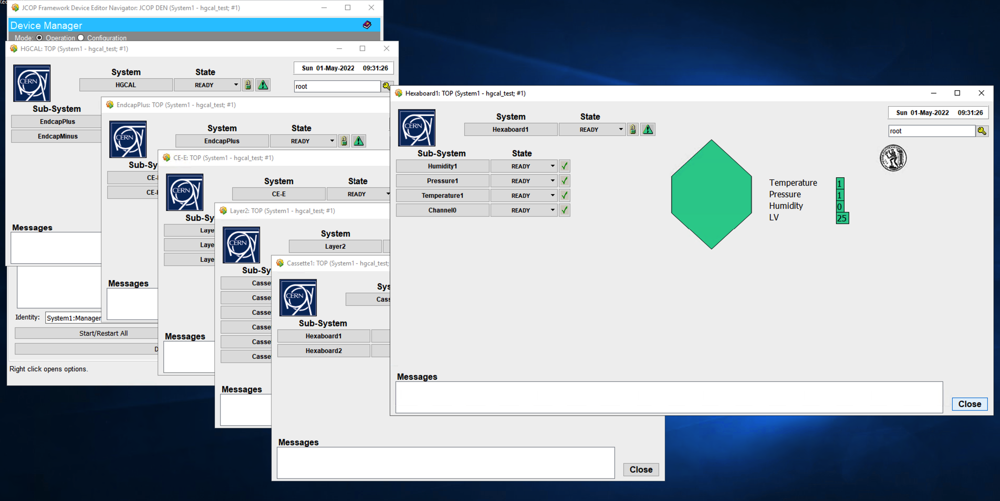 JCOP Framework Device Editor Navigator: JCOP DEN (System1 - hgcal_test; #1)
Device Manager
Mode: Operation Configuration
HGCAL: TOP (System1 - hgcal_test; #1)
CERN
System State
HGCAL READY
Sun 01-May-2022 09:31:26
root
Sub-System
EndcapPlus
EndcapMinus
Messages
Identity: System1:Manager
Start/Restart All
D
Right click opens options.
EndcapPlus: TOP (System1 - hgcal_test; #1)
CERN
System State
EndcapPlus READY
Sub-Sy
CE-
CE-
Messages
CE-E: TOP (System1 - hgcal_test; #1)
CERN
System State
CE-E READY
Sub-Sy
Laye
Laye
Laye
Messages
Layer2: TOP (System1 - hgcal_test; #1)
CERN
System
Layer2
Sub-Sy
Casse
Casse
Casse
Casse
Casse
Casse
Messages
Cassette1: TOP (System1 - hgcal_test;
CERN
Sys
Cass
Sub-System
Hexaboard1
Hexaboard2
Messages
Close
Hexaboard1: TOP (System1 - hgcal_test; #1)
CERN
System State
Hexaboard1 READY
Sun 01-May-2022 09:31:26
root
Sub-System State
Humidity1 READY
Pressure1 READY
Temperature1 READY
Channel0 READY
Temperature 1
Pressure 1
Humidity 0
LV 25
Messages
Close